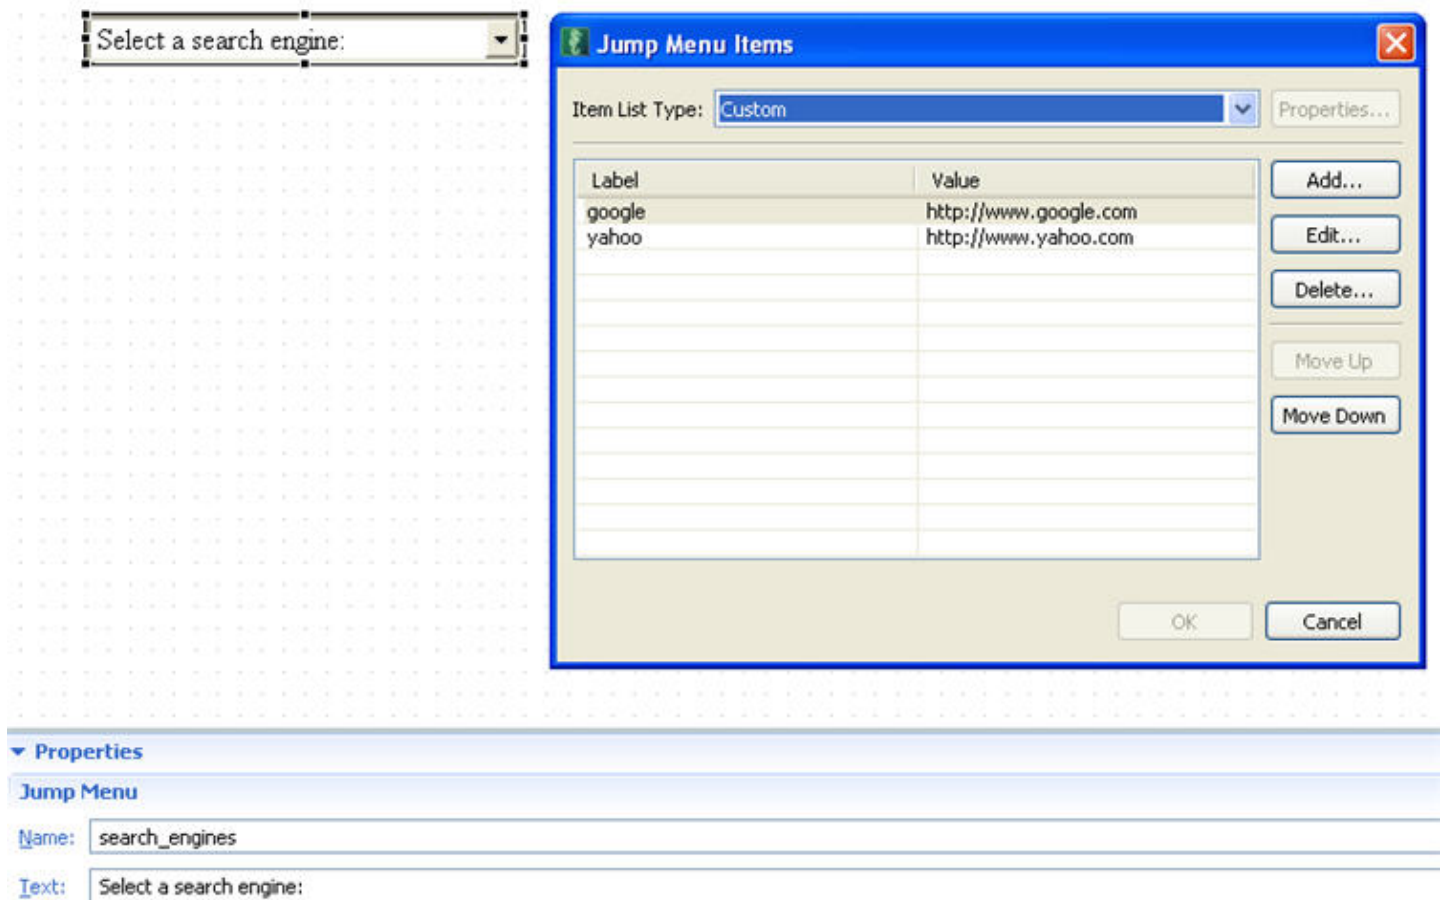 Select a search engine:
Jump Menu Items
Item List Type: Custom Properties...
Label Value
google http://www.google.com
yahoo http://www.yahoo.com
Add...
Edit...
Delete...
Move Up
Move Down
OK Cancel
Properties
Jump Menu
Name: search_engines
Text: Select a search engine: